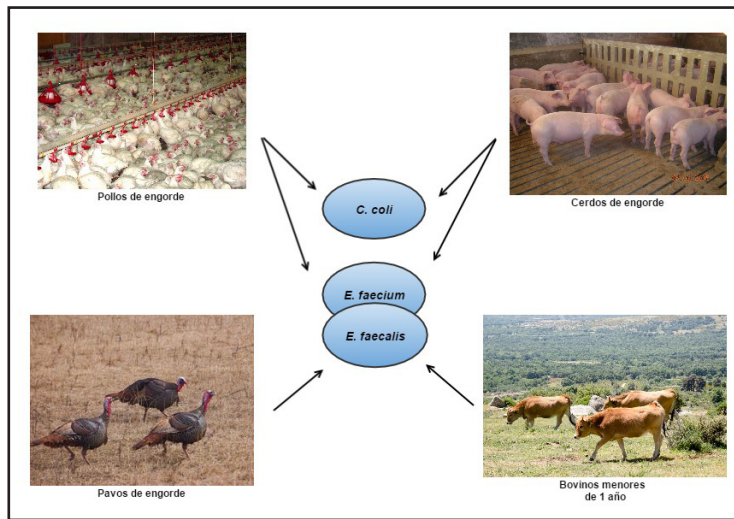 Pollos de engorde
Cerdos de engorde
C. coli
E. faecium
E. faecalis
Pavos de engorde
Bovinos menores
de 1 año